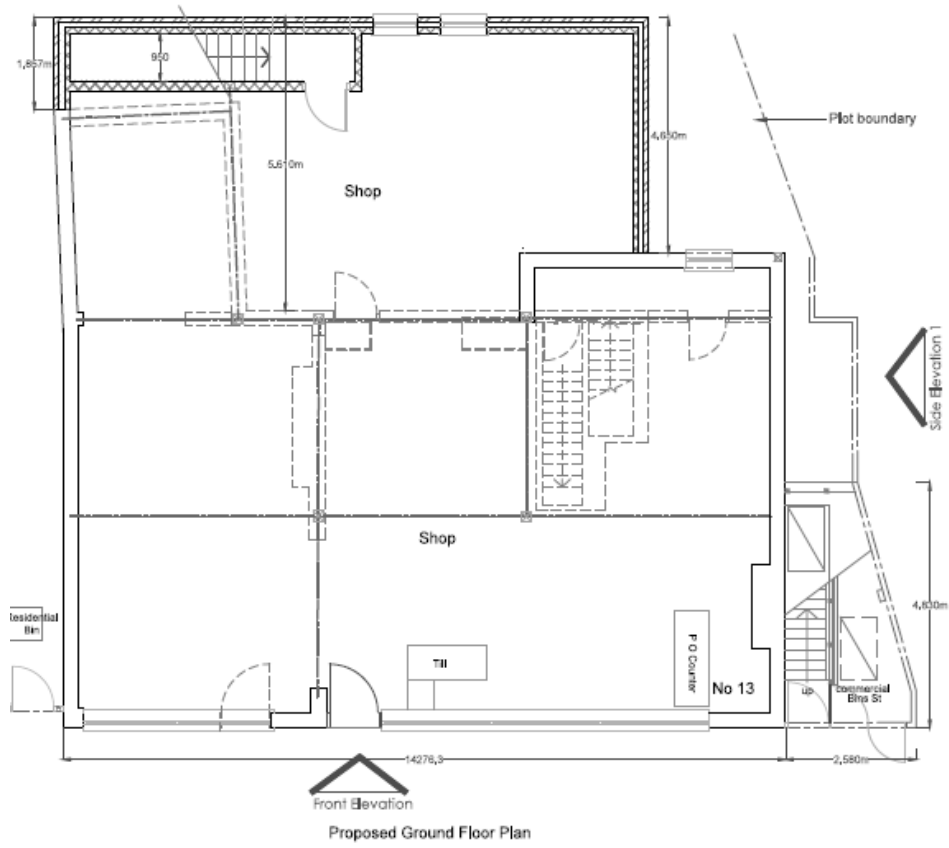 1,857m
950
5.610m
4,650m
Plot boundary
Shop
Side Elevation 1
Shop
4,830m
Residential
Bin
Till
P O Counter
No 13
up
commercial
Bins St
14276,3
2,580m
Front Elevation
Proposed Ground Floor Plan